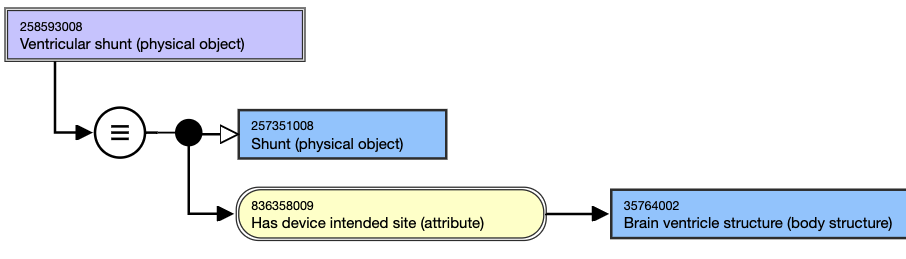 258593008
Ventricular shunt (physical object)
257351008
Shunt (physical object)
836358009
Has device intended site (attribute)
35764002
Brain ventricle structure (body structure)